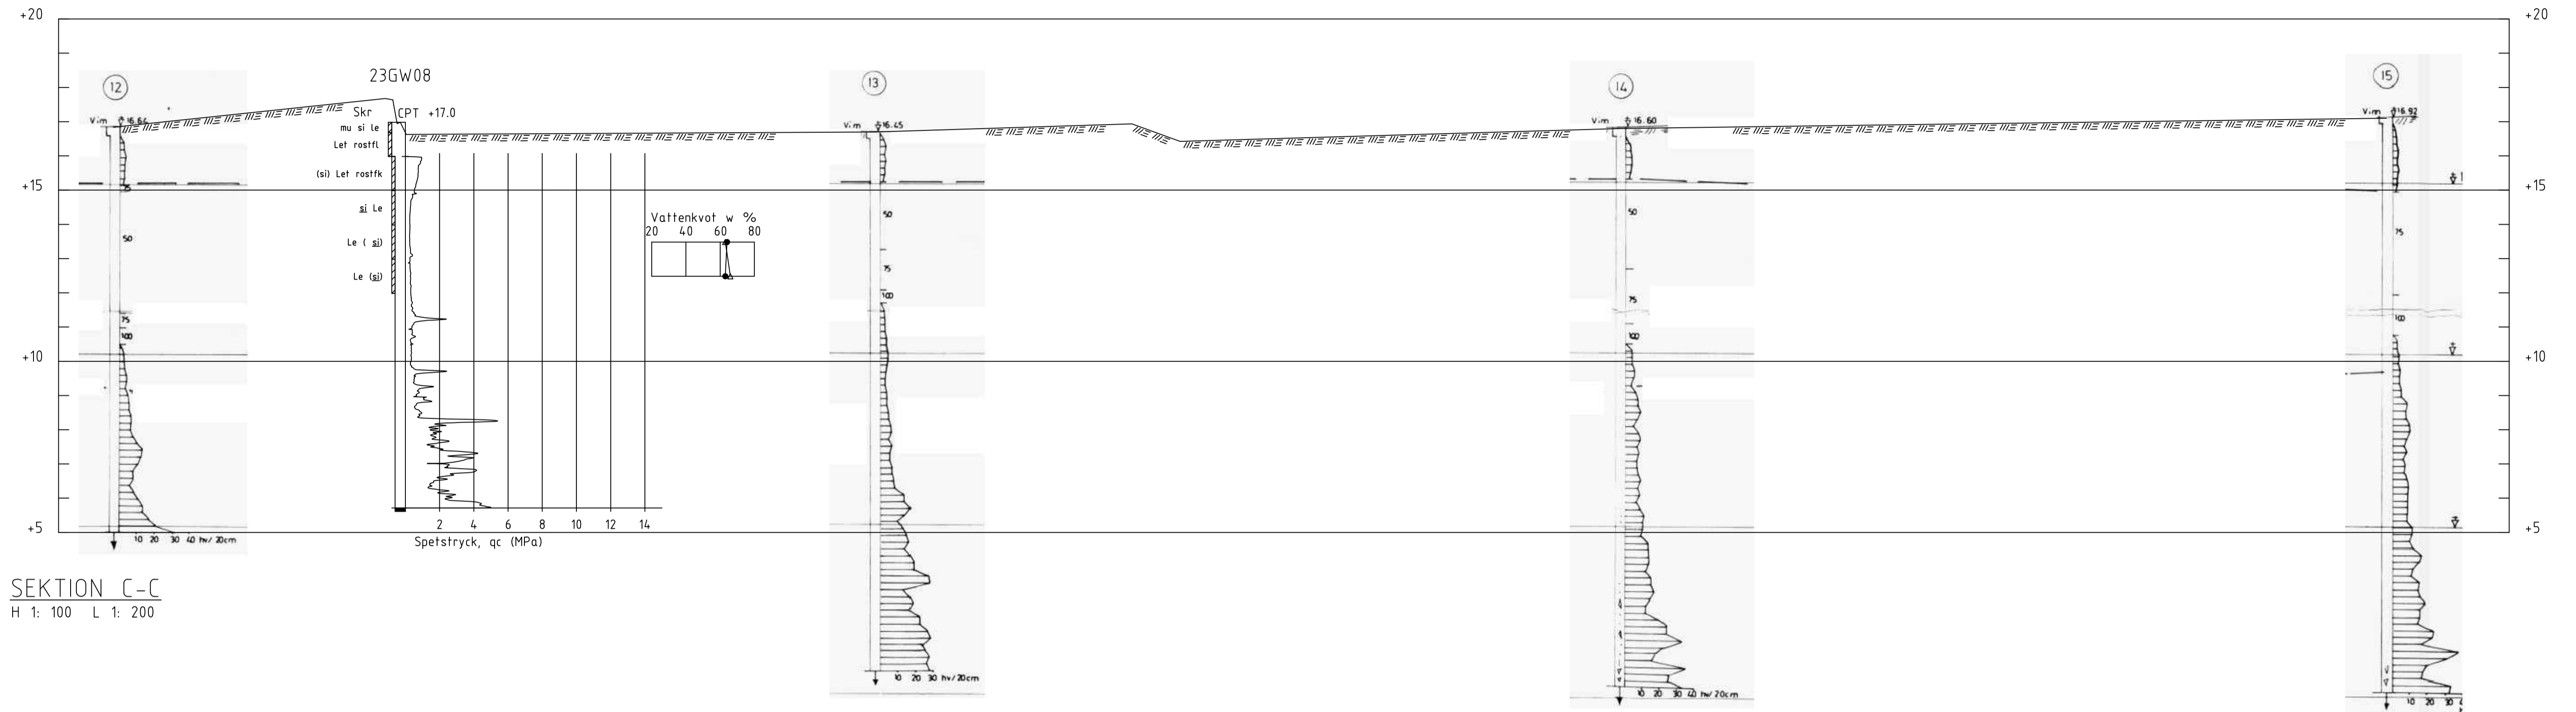 +20
+20
23GW08
12
13
14
15
Skr CPT +17.0
Vim 16.64
Vim 16.45
Vim 16.60
Vim 16.92
mu si le
Let rostfl
(si) Let rostfk
+15
+15
si Le
Le ( si)
Le (si)
Vattenkvot w %
20 40 60 80
75
50
75
100
50
75
100
50
75
100
75
100
+10
+10
+5
+5
2 4 6 8 10 12 14
Spetstryck, qc (MPa)
10 20 30 40 hv/20cm
10 20 30 hv/20cm
10 20 30 40 hv/20cm
10 20 30
SEKTION C-C
H 1: 100 L 1: 200